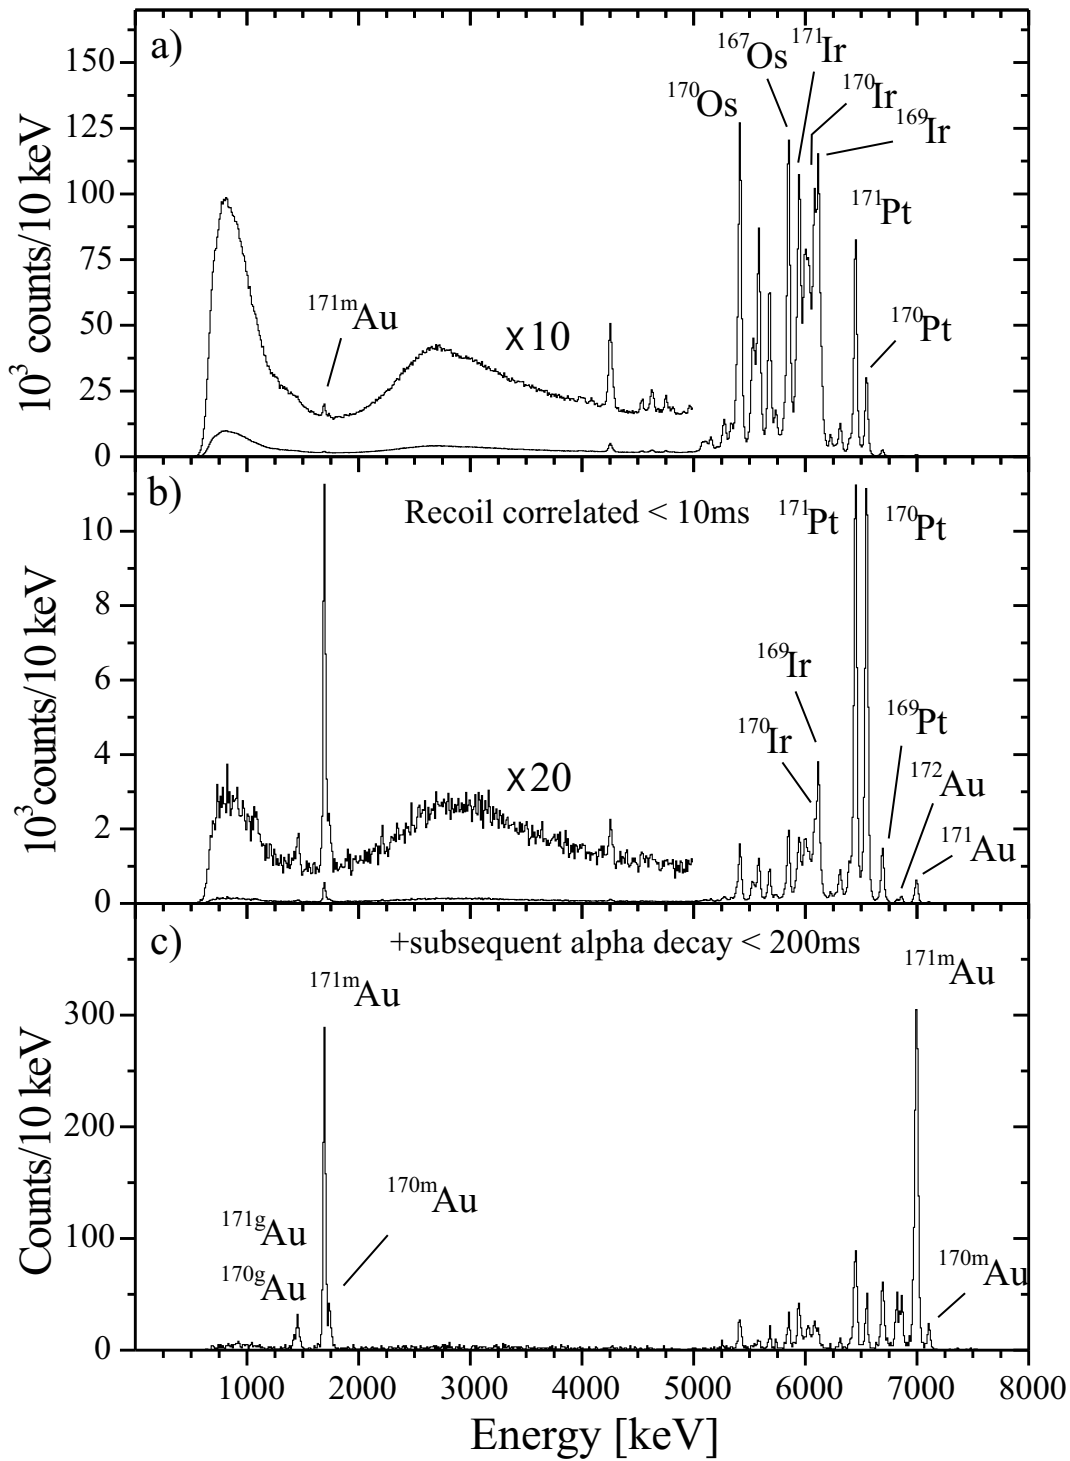 a)
10³ counts/10 keV
150
125
100
75
50
25
0
¹⁷⁰Os
¹⁶⁷Os
¹⁷¹Ir
¹⁷⁰Ir
¹⁶⁹Ir
¹⁷¹Pt
¹⁷⁰Pt
¹⁷¹ᵐAu
x10
b)
Recoil correlated < 10ms
10³counts/10 keV
10
8
6
4
2
0
¹⁷¹Pt
¹⁷⁰Pt
¹⁶⁹Ir
¹⁷⁰Ir
¹⁶⁹Pt
¹⁷²Au
¹⁷¹Au
x20
c)
+subsequent alpha decay < 200ms
Counts/10 keV
300
200
100
0
¹⁷¹ᵐAu
¹⁷¹ᵐAu
¹⁷⁰ᵐAu
¹⁷¹ᵍAu
¹⁷⁰ᵍAu
¹⁷⁰ᵐAu
1000 2000 3000 4000 5000 6000 7000 8000
Energy [keV]